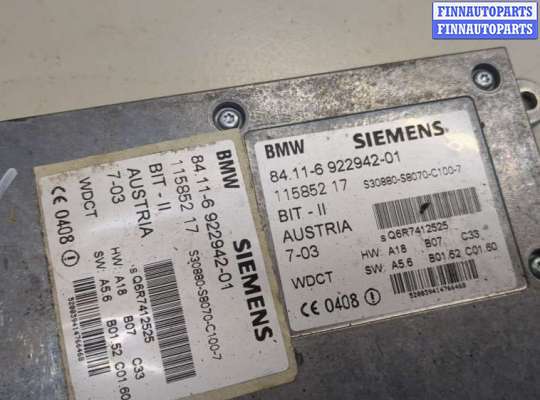 FINNAUTOPARTS
FINNAUTOPARTS
BMW SIEMENS
84.11-6 922942-01
115852 17 S30880-S8070-C100-7
BIT - II
AUSTRIA
7-03
s Q6R7412525
HW: A18 B07 C33
WDCT SW: A5.6 B01.52 C01.60
CE 0408 !
520039414766468
BMW SIEMENS
84.11-6 922942-01
115852 17 S30880-S8070-C100-7
BIT - II
AUSTRIA
7-03
s Q6R7412525
HW: A18 B07 C33
WDCT SW: A5.6 B01.52 C01.60
CE 0408 !
520039414766468